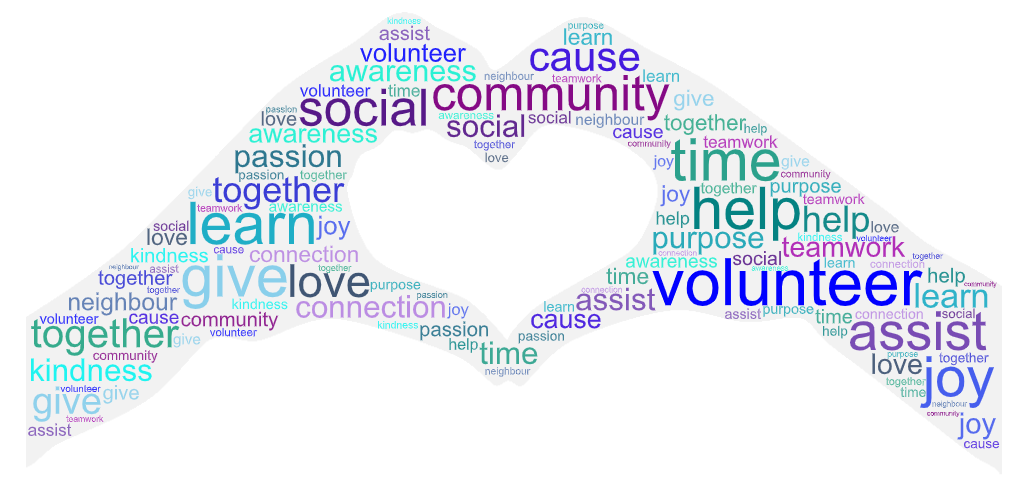 kindness
assist
volunteer
awareness
volunteer
time
passion
love
social
awareness
passion
passion
together
together
give
teamwork
awareness
learn
joy
social
love
kindness
cause
connection
neighbour
assist
together
together
give
love
together
purpose
neighbour
kindness
connection
passion
joy
volunteer
cause
community
volunteer
kindness
together
give
community
kindness
volunteer
give
give
teamwork
assist
passion
help
time
neighbour
purpose
learn
cause
neighbour
teamwork
learn
community
give
awareness
social
social
neighbour
cause
together
help
together
love
community
teamwork
time
joy
give
community
together
purpose
joy
teamwork
help
help
help
love
purpose
kindness
volunteer
teamwork
connection
social
together
awareness
awareness
learn
connection
time
volunteer
help
community
connection
learn
assist
learn
cause
passion
assist
purpose
time
connection
social
help
assist
purpose
together
love
joy
together
time
neighbour
community
joy
cause